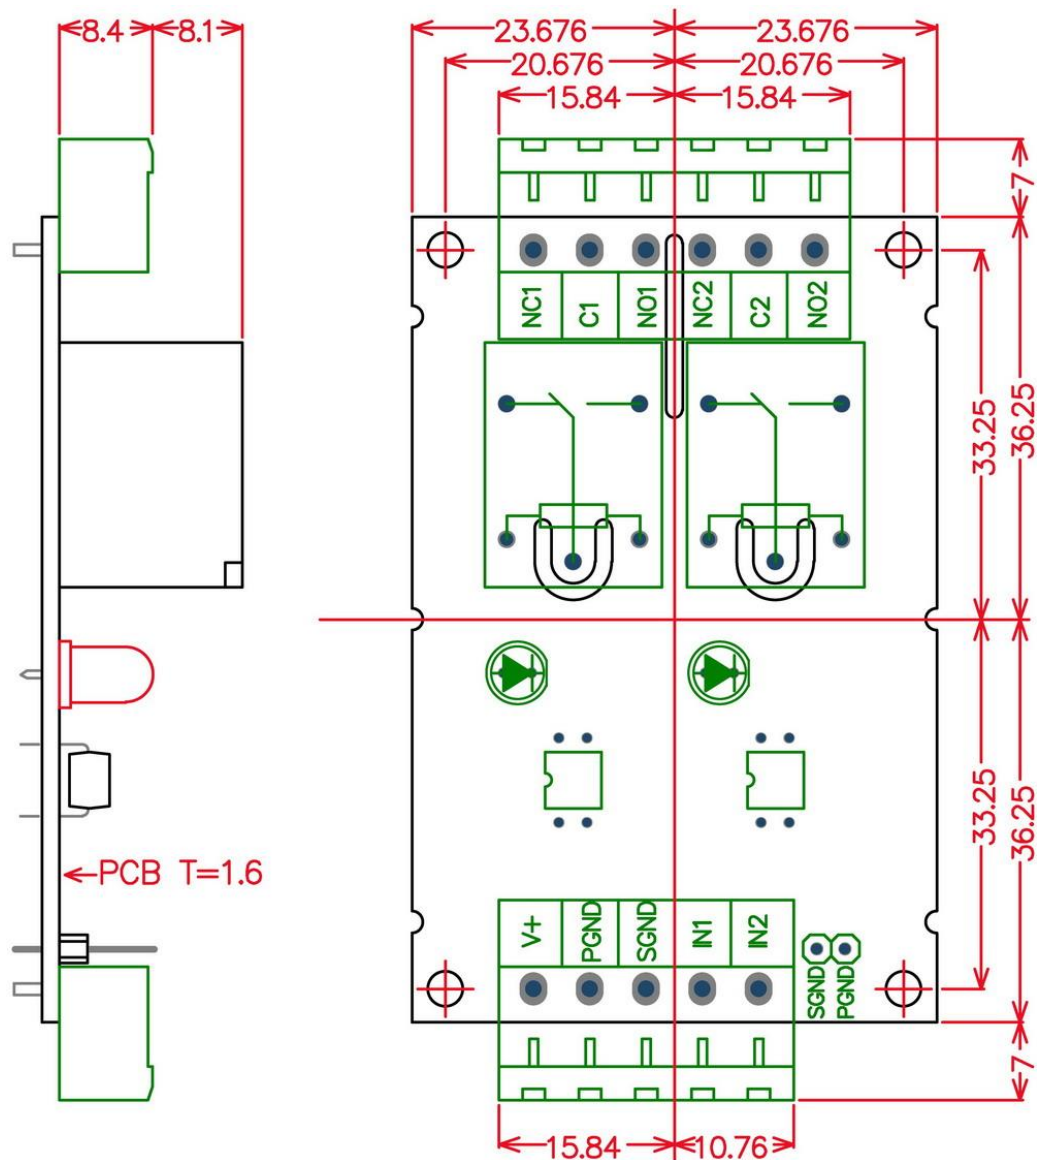 8.4 8.1 23.676 23.676
20.676 20.676
15.84 15.84
7
NC1 C1 NO1 NC2 C2 NO2
33.25 36.25
33.25 36.25
PCB T=1.6
V+ PGND SGND IN1 IN2
SGND PGND
7
15.84 10.76